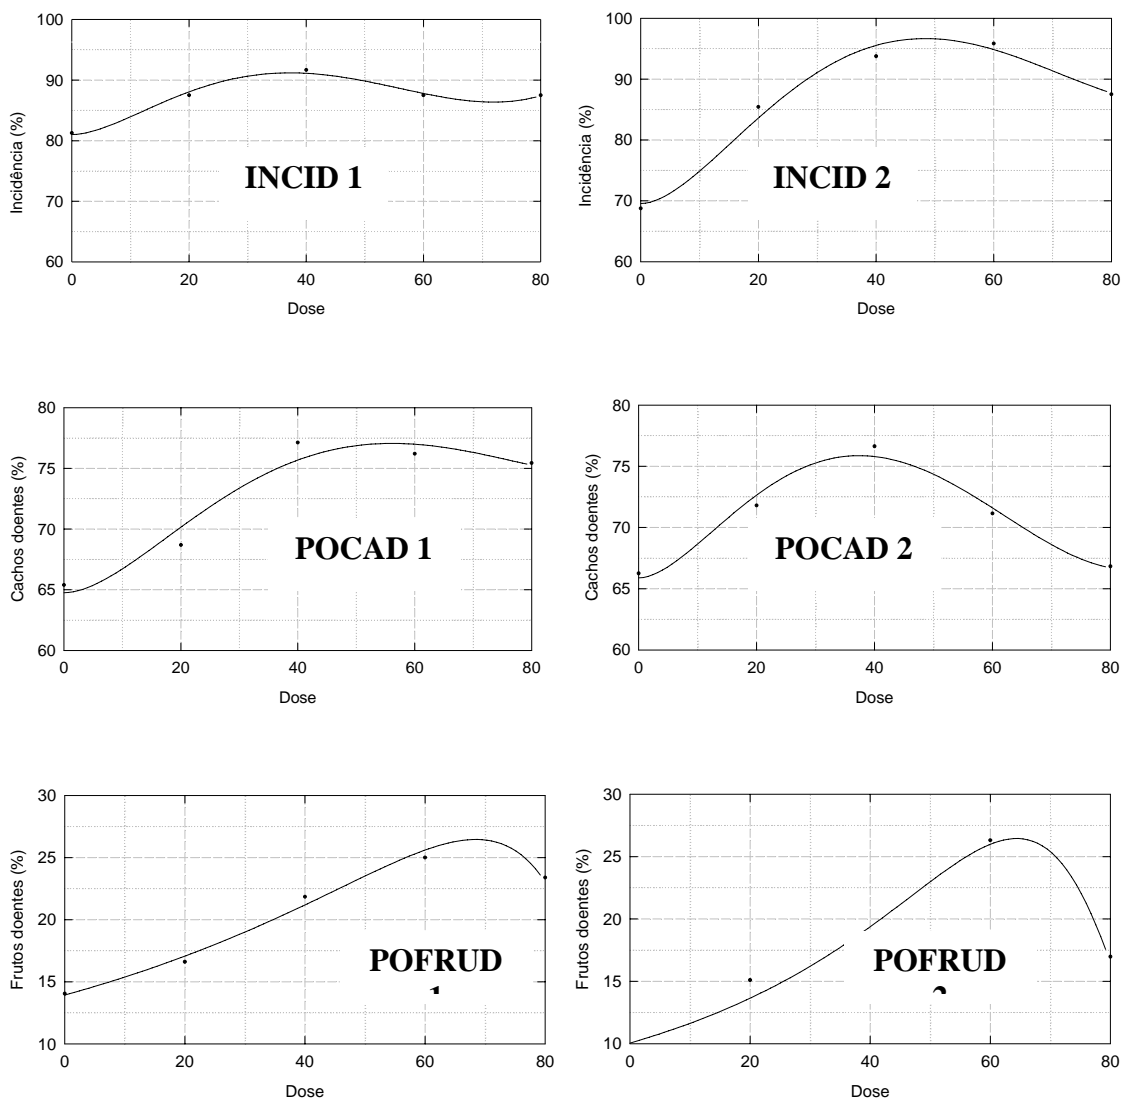 100
90
80
70
60
Incidência (%)
INCID 1
0 20 40 60 80
Dose
100
90
80
70
60
Incidência (%)
INCID 2
0 20 40 60 80
Dose
80
75
70
65
60
Cachos doentes (%)
POCAD 1
0 20 40 60 80
Dose
80
75
70
65
60
Cachos doentes (%)
POCAD 2
0 20 40 60 80
Dose
30
25
20
15
10
Frutos doentes (%)
POFRUD
1
0 20 40 60 80
Dose
30
25
20
15
10
Frutos doentes (%)
POFRUD
2
0 20 40 60 80
Dose